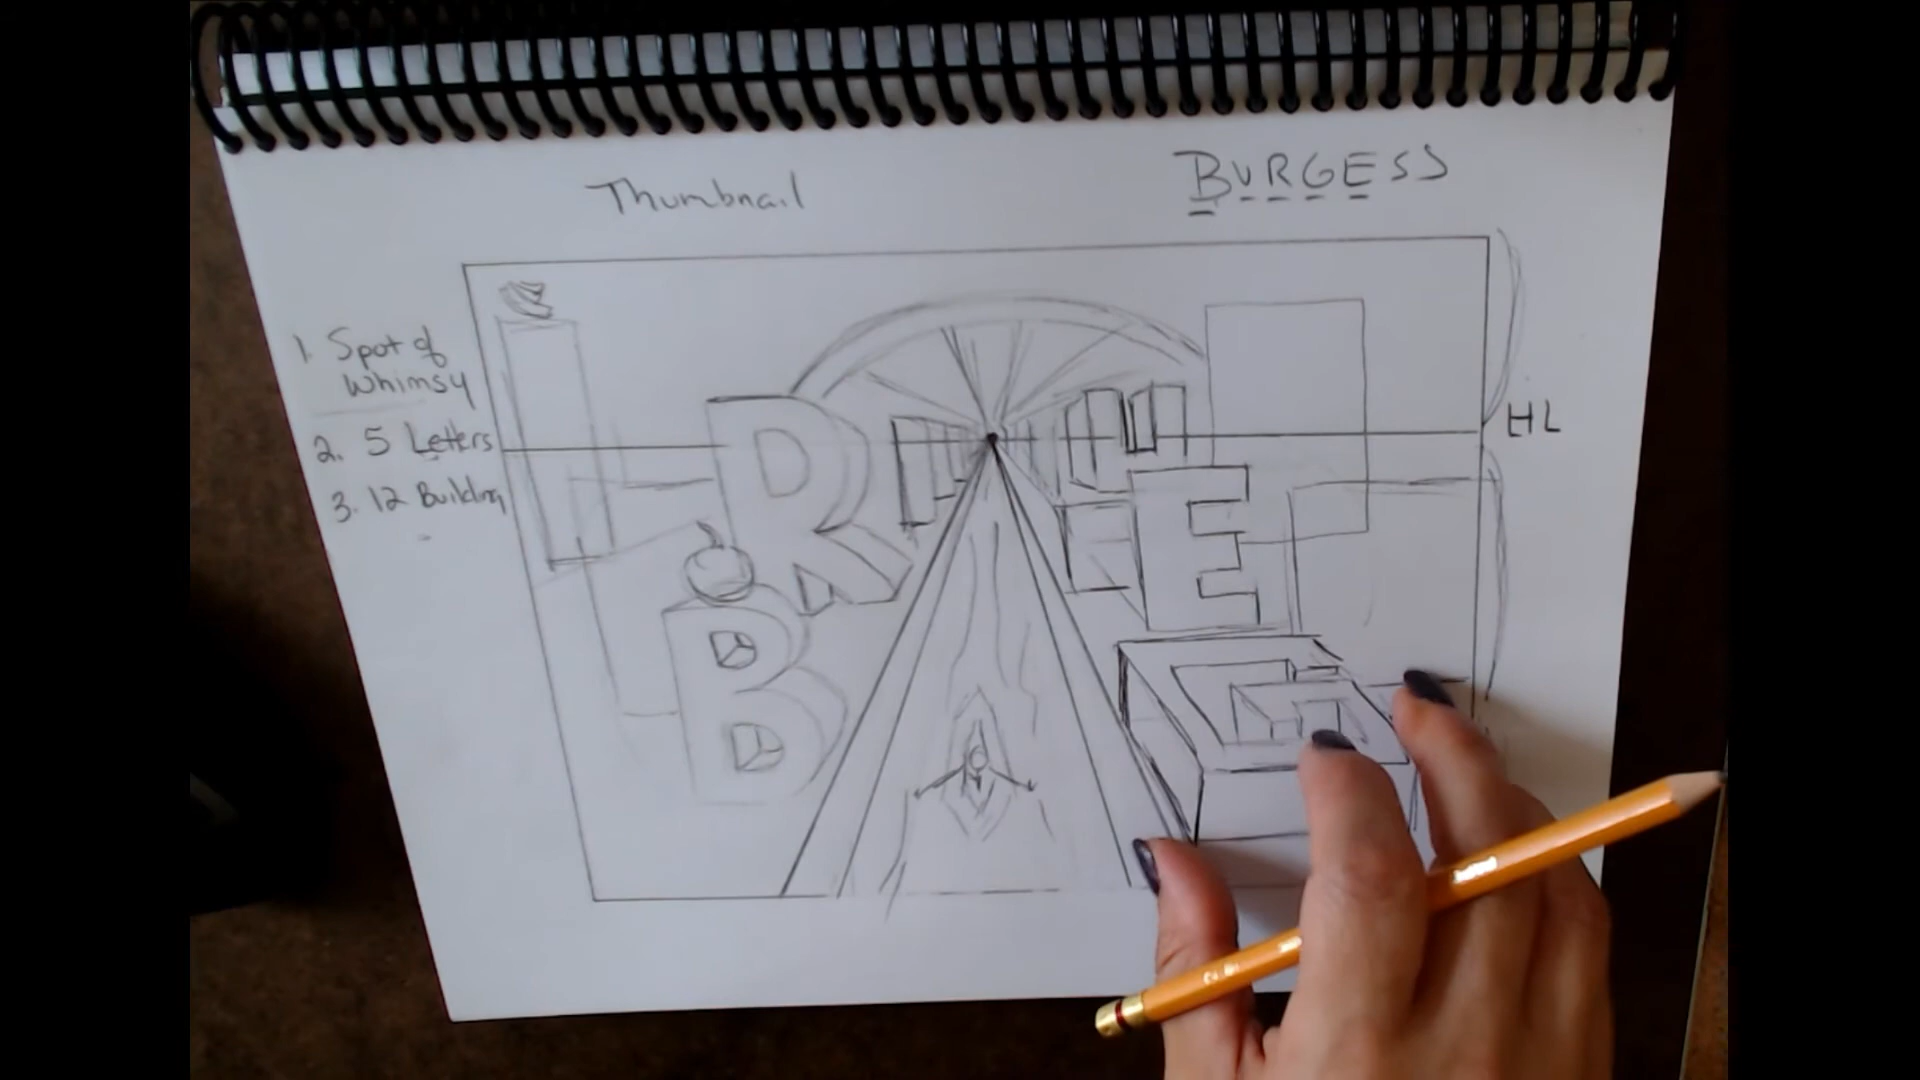 Thumbnail
BURGESS
1. Spot of
Whimsy
2. 5 Letters
3. 12 Building
HL
R
E
B
G